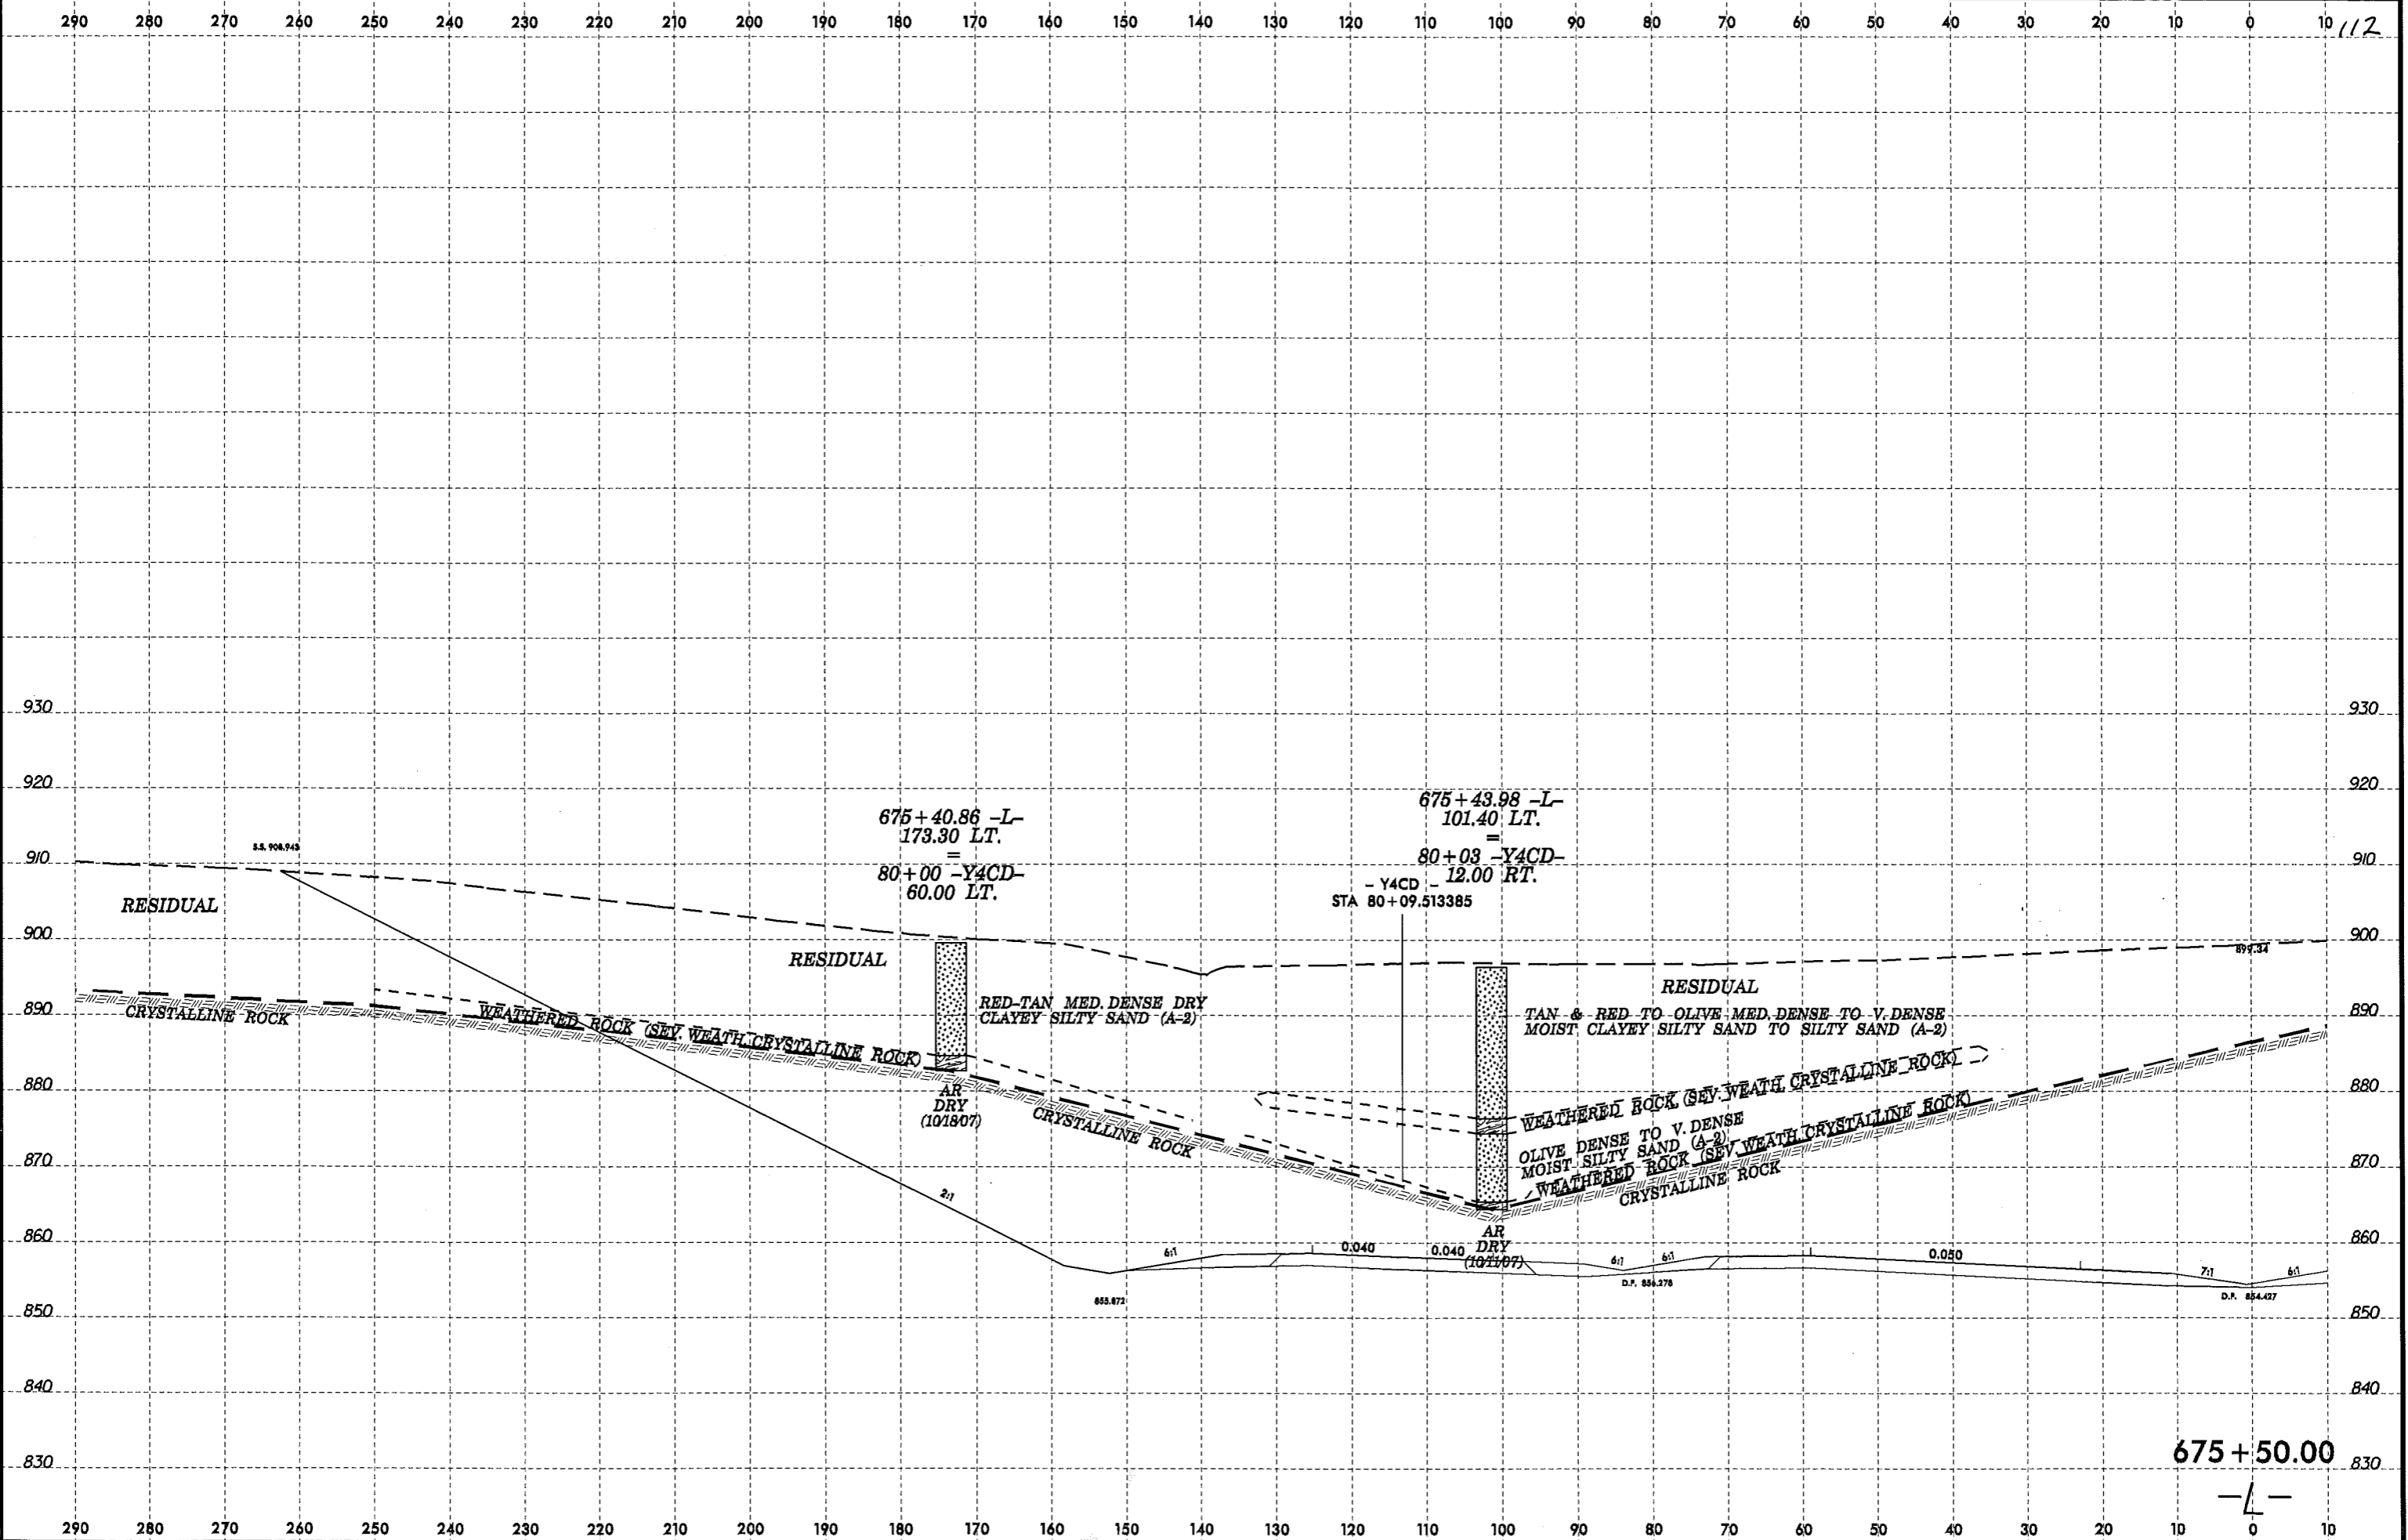 290 280 270 260 250 240 230 220 210 200 190 180 170 160 150 140 130 120 110 100 90 80 70 60 50 40 30 20 10 0 10
112
930 930
920 920
675+40.86 -L-
173.30 LT.
=
80+00 -Y4CD-
60.00 LT.
675+43.98 -L-
101.40 LT.
=
80+03 -Y4CD-
12.00 RT.
- Y4CD -
STA 80+09.513385
S.S. 908.943
910 910
RESIDUAL
900 900
899.34
RESIDUAL
RESIDUAL
RED-TAN MED. DENSE DRY
CLAYEY SILTY SAND (A-2)
TAN & RED TO OLIVE MED. DENSE TO V. DENSE
MOIST CLAYEY SILTY SAND TO SILTY SAND (A-2)
890 890
CRYSTALLINE ROCK
WEATHERED ROCK (SEV. WEATH. CRYSTALLINE ROCK)
880 880
AR
DRY
(10/18/07)
CRYSTALLINE ROCK
WEATHERED ROCK (SEV. WEATH. CRYSTALLINE ROCK)
OLIVE DENSE TO V. DENSE
MOIST SILTY SAND (A-2)
WEATHERED ROCK (SEV. WEATH. CRYSTALLINE ROCK)
CRYSTALLINE ROCK
870 870
2:1
AR
DRY
(10/11/07)
860 860
6:1 0.040 0.040 6:1 6:1 0.050 7:1 6:1
D.P. 856.278
D.P. 854.427
855.872
850 850
840 840
675+50.00
830 830
-L-
290 280 270 260 250 240 230 220 210 200 190 180 170 160 150 140 130 120 110 100 90 80 70 60 50 40 30 20 10 0 10